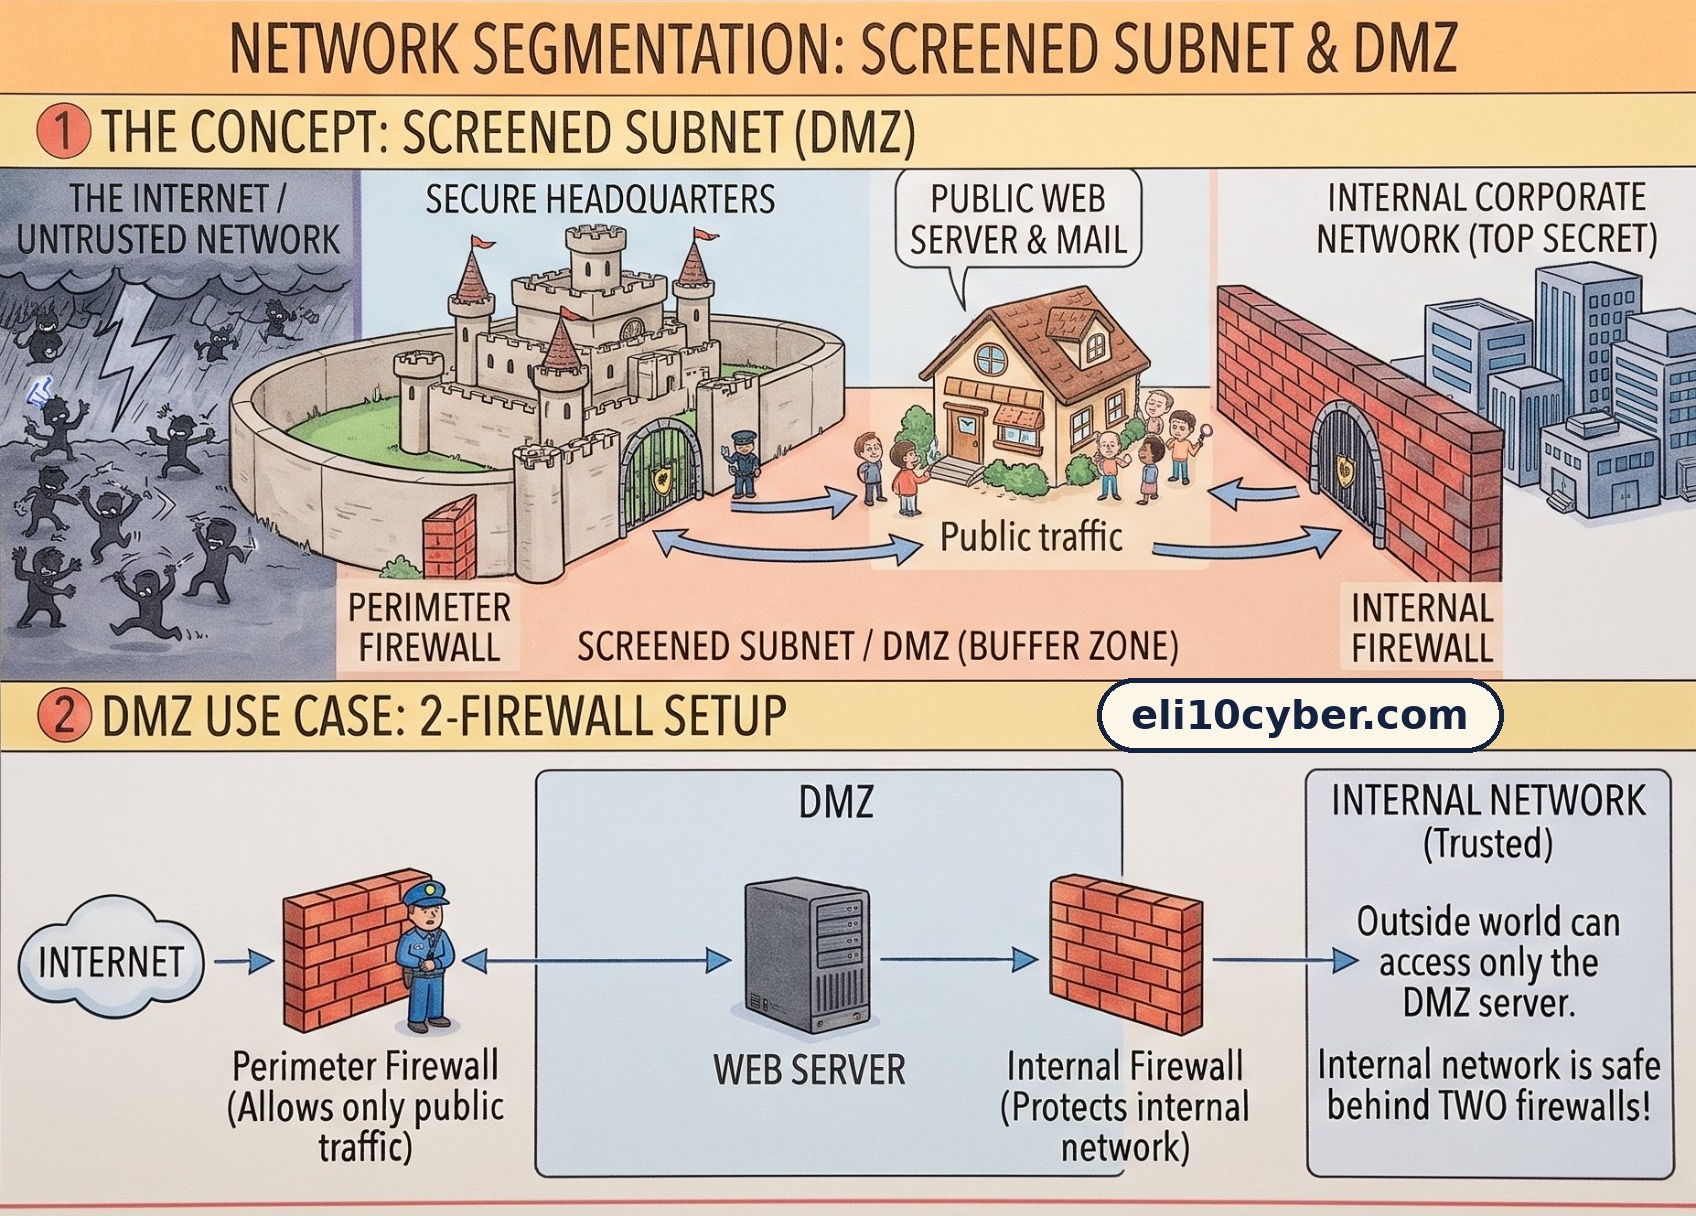 NETWORK SEGMENTATION: SCREENED SUBNET & DMZ
1 THE CONCEPT: SCREENED SUBNET (DMZ)
THE INTERNET /
UNTRUSTED NETWORK
SECURE HEADQUARTERS
PUBLIC WEB
SERVER & MAIL
INTERNAL CORPORATE
NETWORK (TOP SECRET)
Public traffic
PERIMETER
FIREWALL
SCREENED SUBNET / DMZ (BUFFER ZONE)
INTERNAL
FIREWALL
2 DMZ USE CASE: 2-FIREWALL SETUP
eli10cyber.com
INTERNET
Perimeter Firewall
(Allows only public
traffic)
DMZ
WEB SERVER
Internal Firewall
(Protects internal
network)
INTERNAL NETWORK
(Trusted)
Outside world can
access only the
DMZ server.
Internal network is safe
behind TWO firewalls!